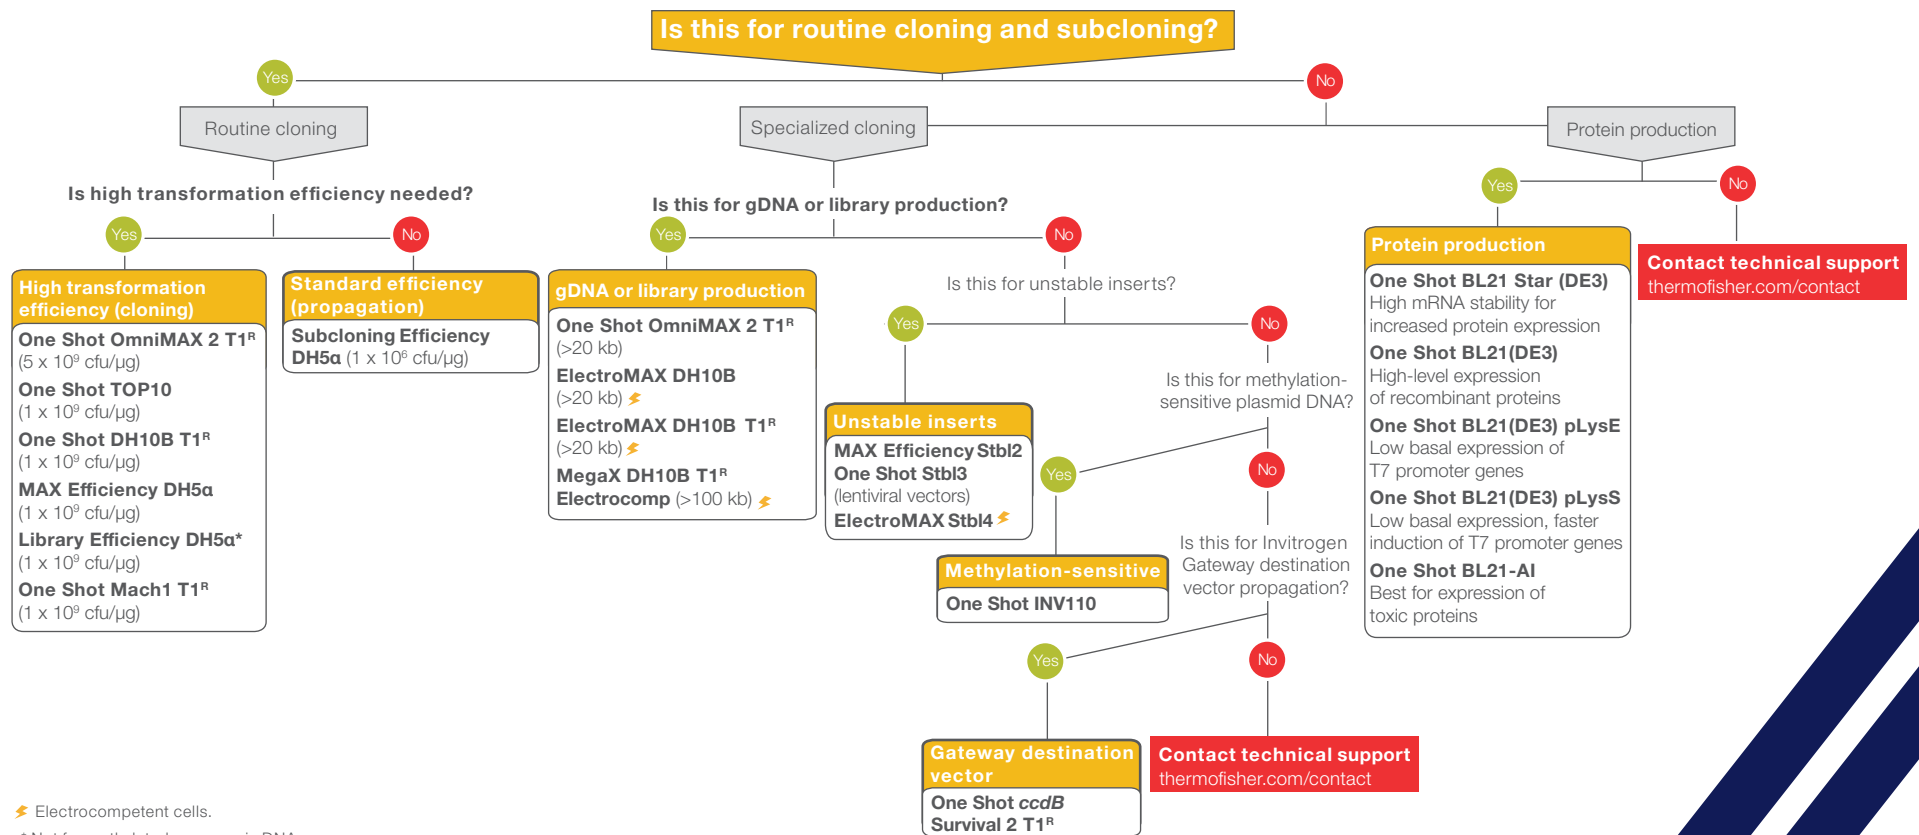 Is this for routine cloning and subcloning?
Yes
No
Routine cloning
Specialized cloning
Protein production
Is high transformation efficiency needed?
Yes
No
High transformation
efficiency (cloning)
One Shot OmniMAX 2 T1ᴿ
(5 x 10⁹ cfu/µg)
One Shot TOP10
(1 x 10⁹ cfu/µg)
One Shot DH10B T1ᴿ
(1 x 10⁹ cfu/µg)
MAX Efficiency DH5α
(1 x 10⁹ cfu/µg)
Library Efficiency DH5α*
(1 x 10⁹ cfu/µg)
One Shot Mach1 T1ᴿ
(1 x 10⁹ cfu/µg)
Standard efficiency
(propagation)
Subcloning Efficiency
DH5α (1 x 10⁶ cfu/µg)
Is this for gDNA or library production?
Yes
No
gDNA or library production
One Shot OmniMAX 2 T1ᴿ
(>20 kb)
ElectroMAX DH10B
(>20 kb)
ElectroMAX DH10B T1ᴿ
(>20 kb)
MegaX DH10B T1ᴿ
Electrocomp (>100 kb)
Is this for unstable inserts?
Yes
No
Unstable inserts
MAX Efficiency Stbl2
One Shot Stbl3
(lentiviral vectors)
ElectroMAX Stbl4
Is this for methylation-
sensitive plasmid DNA?
Yes
No
Methylation-sensitive
One Shot INV110
Is this for Invitrogen
Gateway destination
vector propagation?
Yes
No
Gateway destination
vector
One Shot ccdB
Survival 2 T1ᴿ
Contact technical support
thermofisher.com/contact
Yes
No
Protein production
One Shot BL21 Star (DE3)
High mRNA stability for
increased protein expression
One Shot BL21(DE3)
High-level expression
of recombinant proteins
One Shot BL21(DE3) pLysE
Low basal expression of
T7 promoter genes
One Shot BL21(DE3) pLysS
Low basal expression, faster
induction of T7 promoter genes
One Shot BL21-AI
Best for expression of
toxic proteins
Contact technical support
thermofisher.com/contact
Electrocompetent cells.